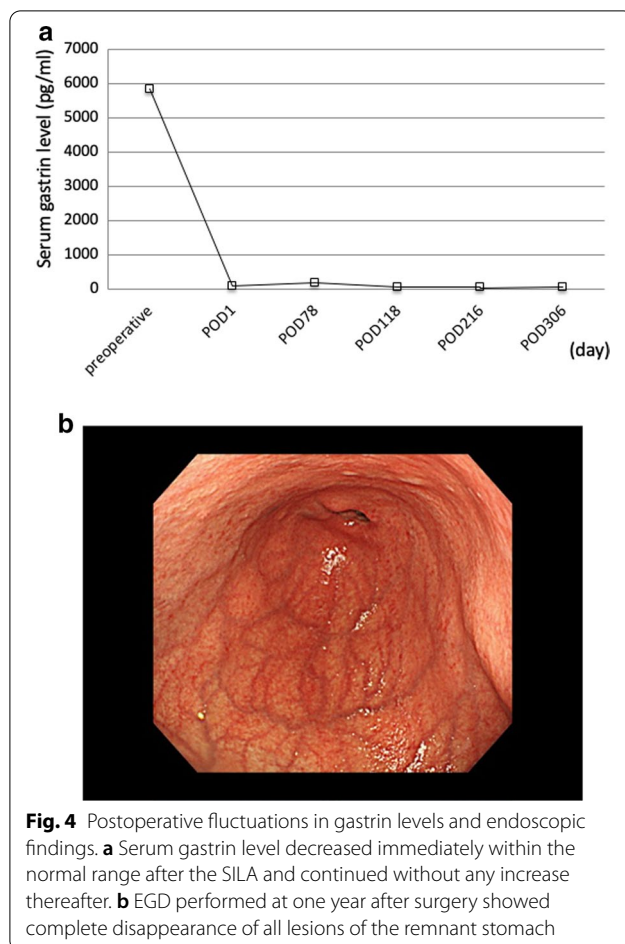 a
Serum gastrin level (pg/ml)
7000
6000
5000
4000
3000
2000
1000
0
preoperative
POD1
POD78
POD118
POD216
POD306
(day)
b
Fig. 4 Postoperative fluctuations in gastrin levels and endoscopic
findings. a Serum gastrin level decreased immediately within the
normal range after the SILA and continued without any increase
thereafter. b EGD performed at one year after surgery showed
complete disappearance of all lesions of the remnant stomach